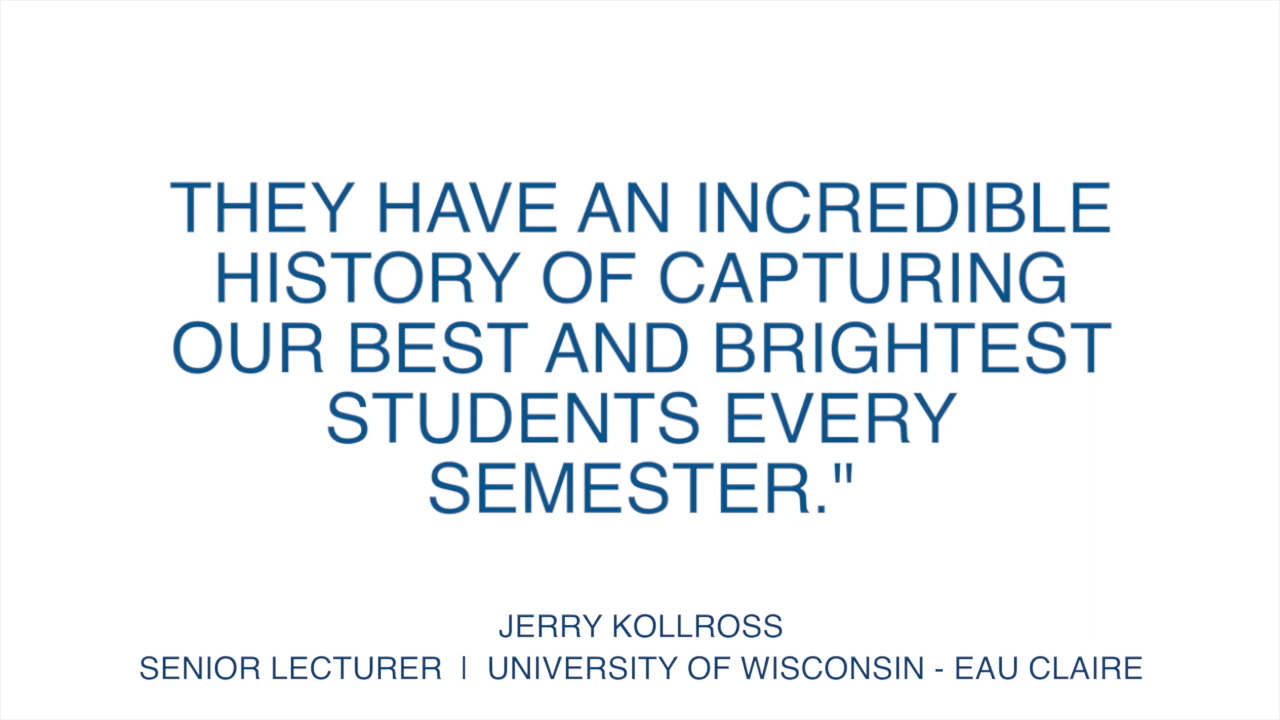 THEY HAVE AN INCREDIBLE
HISTORY OF CAPTURING
OUR BEST AND BRIGHTEST
STUDENTS EVERY
SEMESTER."
JERRY KOLLROSS
SENIOR LECTURER | UNIVERSITY OF WISCONSIN - EAU CLAIRE